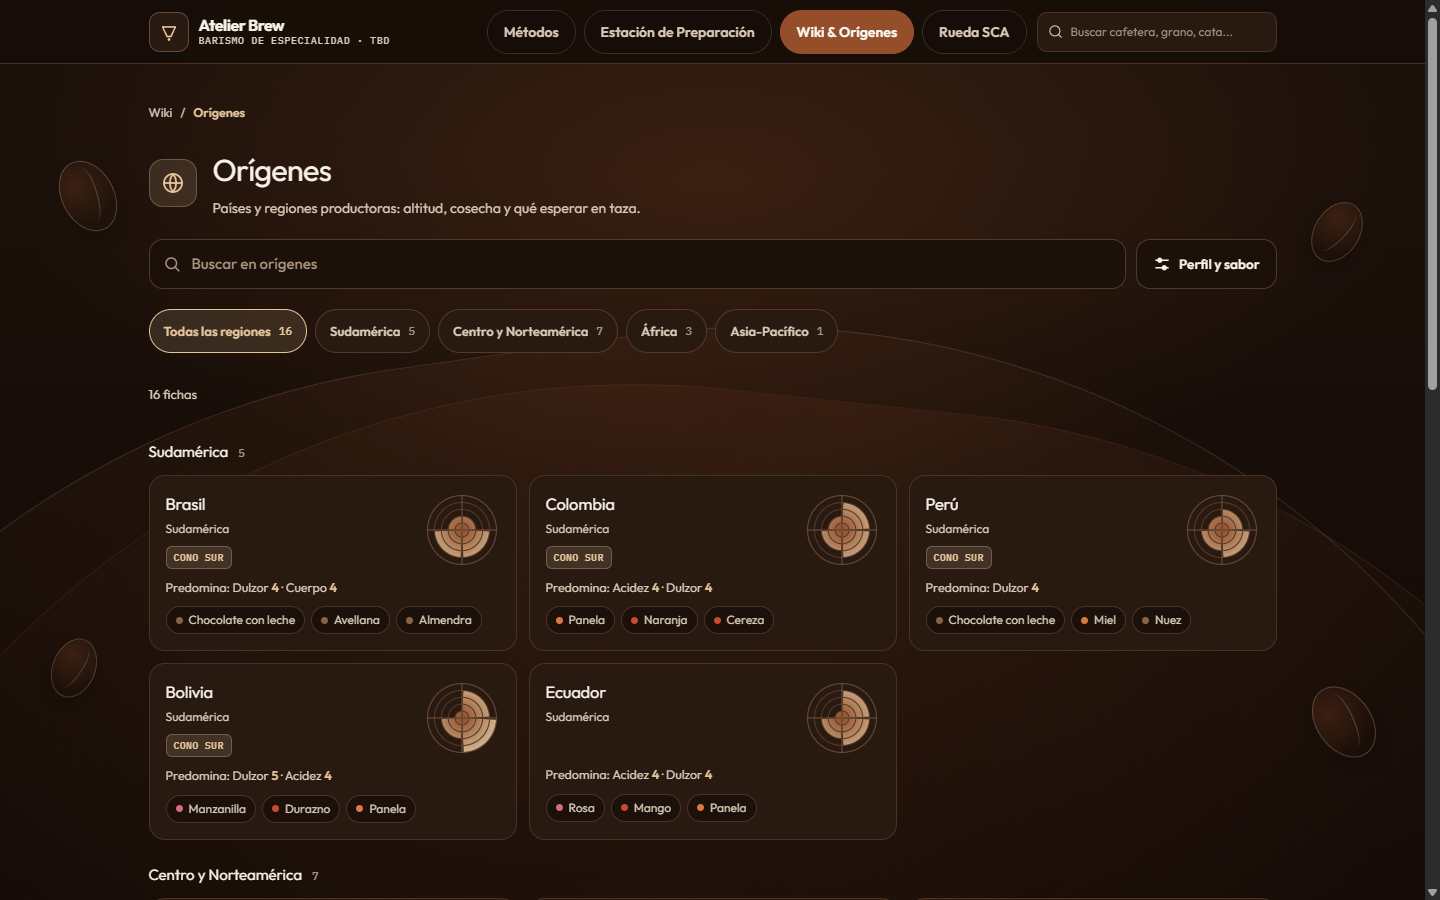 Atelier Brew
BARISMO DE ESPECIALIDAD · TBD
Métodos
Estación de Preparación
Wiki & Orígenes
Rueda SCA
Buscar cafetera, grano, cata...
Wiki / Orígenes
Orígenes
Países y regiones productoras: altitud, cosecha y qué esperar en taza.
Buscar en orígenes
Perfil y sabor
Todas las regiones 16
Sudamérica 5
Centro y Norteamérica 7
África 3
Asia-Pacífico 1
16 fichas
Sudamérica 5
Brasil
Sudamérica
CONO SUR
Predomina: Dulzor 4 · Cuerpo 4
Chocolate con leche
Avellana
Almendra
Colombia
Sudamérica
CONO SUR
Predomina: Acidez 4 · Dulzor 4
Panela
Naranja
Cereza
Perú
Sudamérica
CONO SUR
Predomina: Dulzor 4
Chocolate con leche
Miel
Nuez
Bolivia
Sudamérica
CONO SUR
Predomina: Dulzor 5 · Acidez 4
Manzanilla
Durazno
Panela
Ecuador
Sudamérica
Predomina: Acidez 4 · Dulzor 4
Rosa
Mango
Panela
Centro y Norteamérica 7